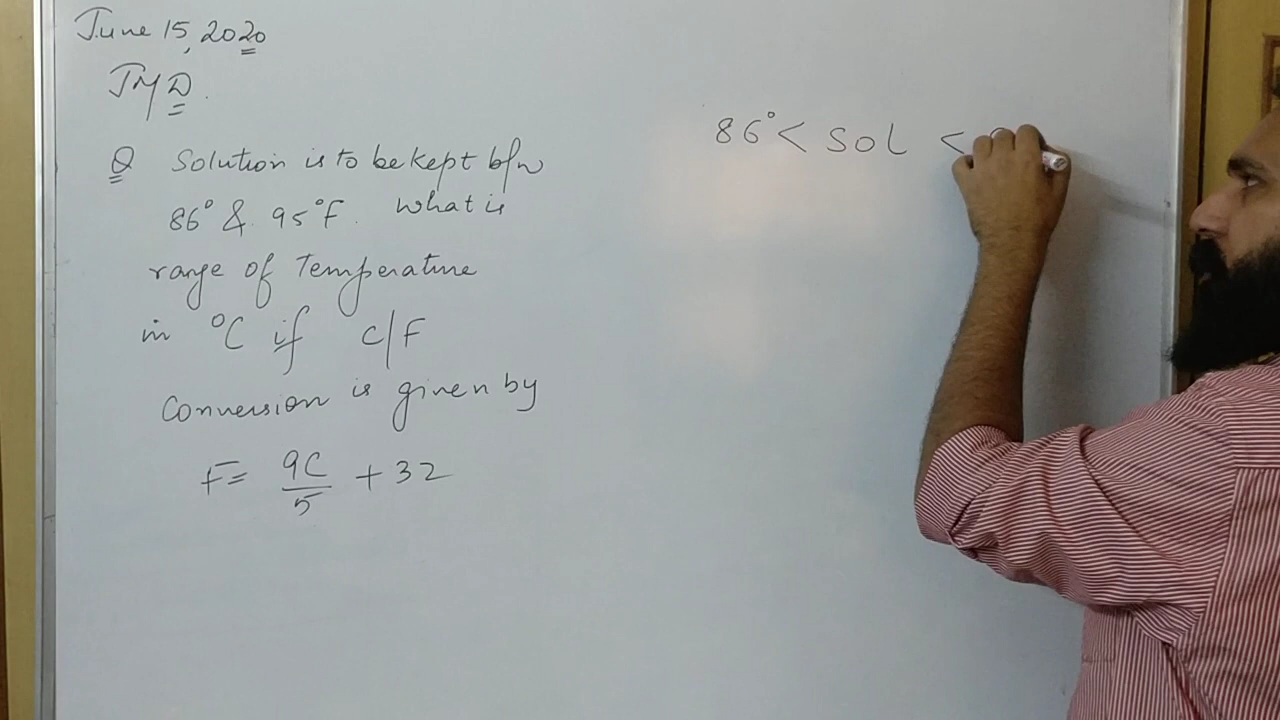 June 15, 2020
JMD.
Q Solution is to be kept b/w
86° & 95°F. What is
range of Temperature
in °C if C/F
Conversion is given by
F = 9C/5 + 32
86° < Sol <